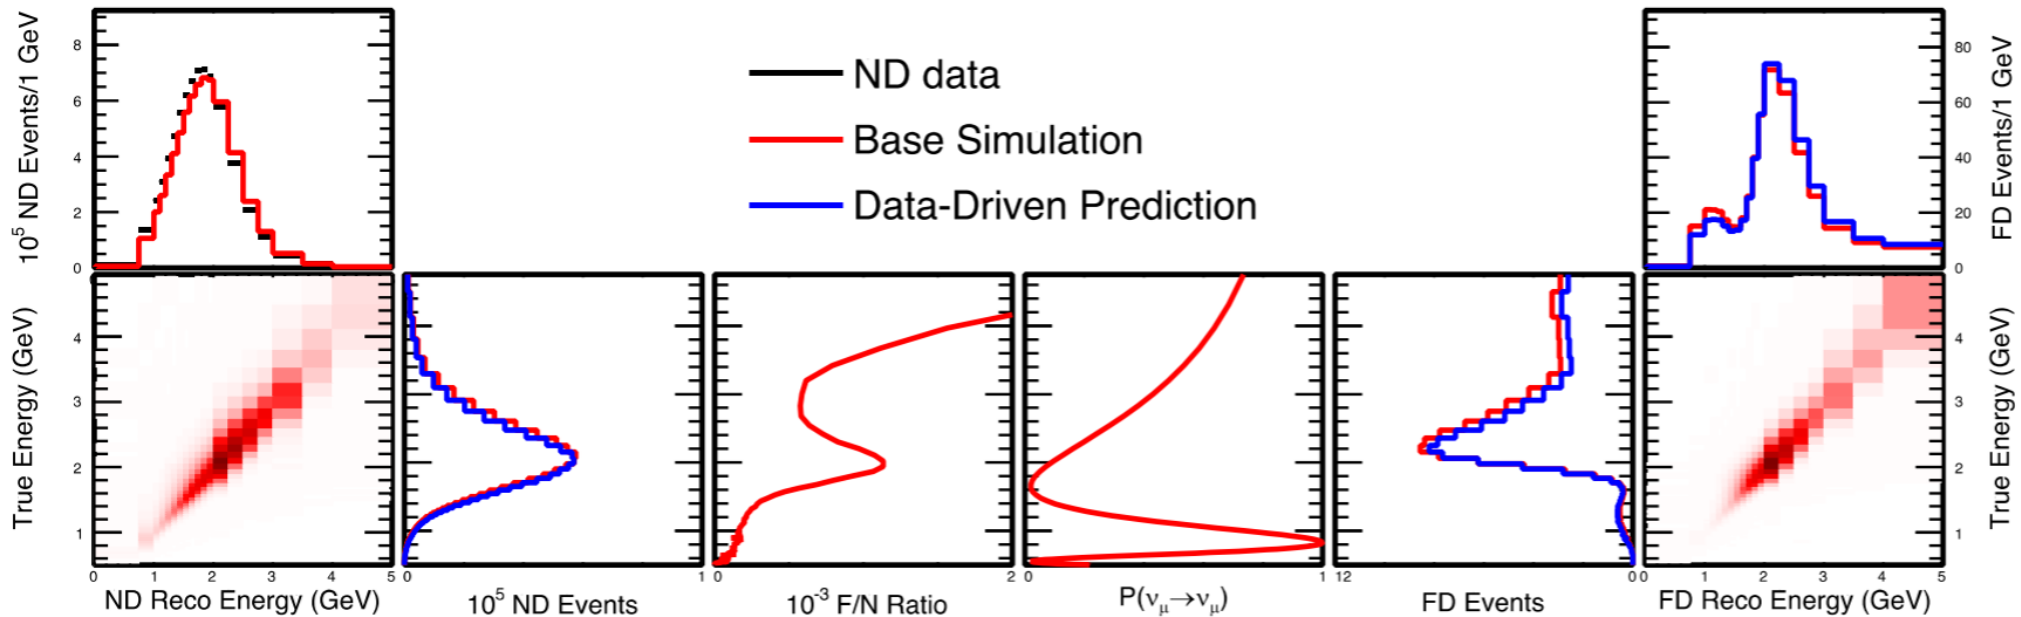 10⁵ ND Events/1 GeV
8
6
4
2
0
ND data
Base Simulation
Data-Driven Prediction
80
60
40
20
0
FD Events/1 GeV
True Energy (GeV)
4
3
2
1
4
3
2
1
True Energy (GeV)
0 1 2 3 4 5 0 1 0 2 0 1 12 0 0 1 2 3 4 5
ND Reco Energy (GeV) 10⁵ ND Events 10⁻³ F/N Ratio P(νμ→νμ) FD Events FD Reco Energy (GeV)